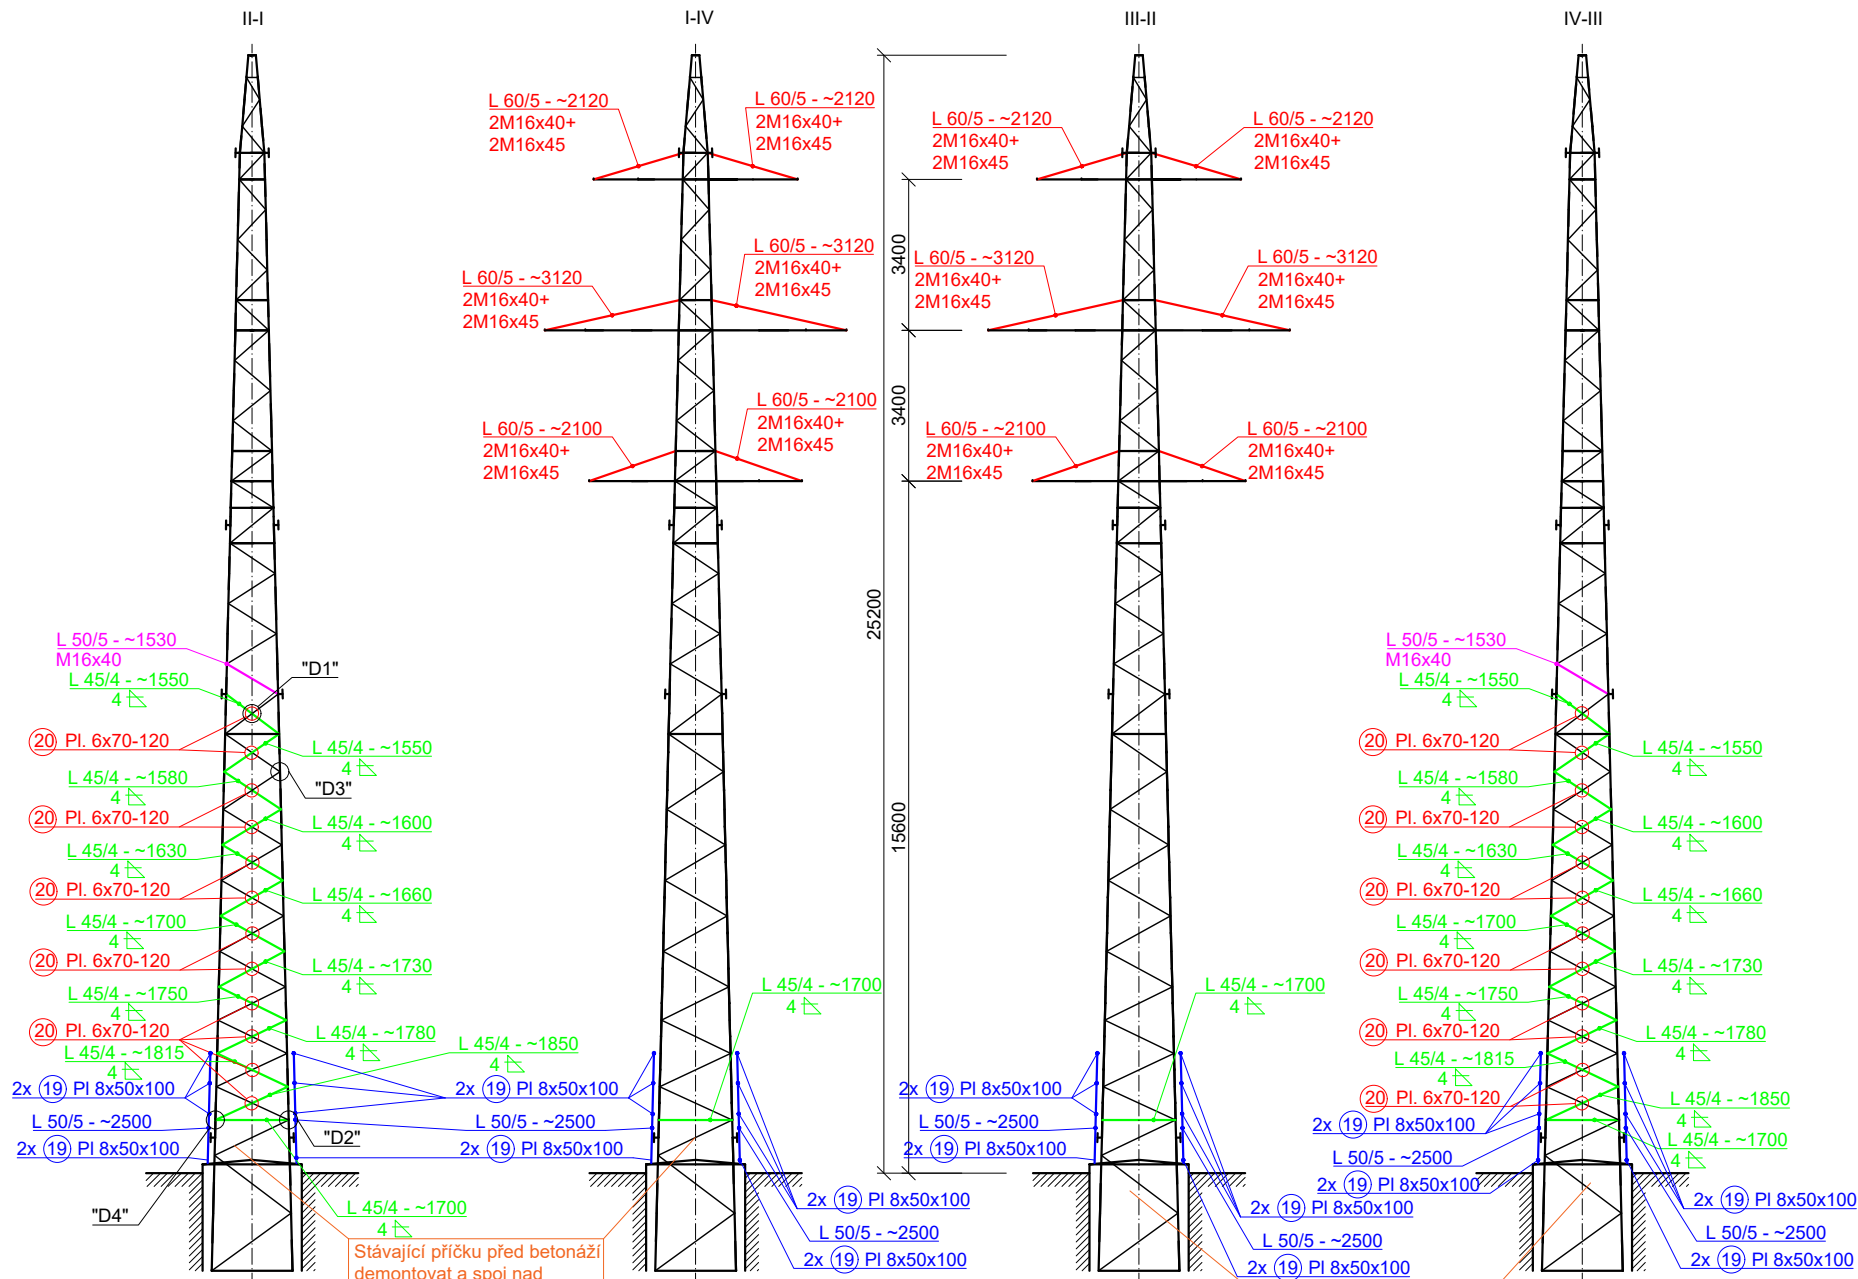 II-I
I-IV
III-II
IV-III
L 60/5 - ~2120
2M16x40+
2M16x45
L 60/5 - ~2120
2M16x40+
2M16x45
L 60/5 - ~2120
2M16x40+
2M16x45
L 60/5 - ~2120
2M16x40+
2M16x45
L 60/5 - ~3120
2M16x40+
2M16x45
L 60/5 - ~3120
2M16x40+
2M16x45
L 60/5 - ~3120
2M16x40+
2M16x45
L 60/5 - ~3120
2M16x40+
2M16x45
L 60/5 - ~2100
2M16x40+
2M16x45
L 60/5 - ~2100
2M16x40+
2M16x45
L 60/5 - ~2100
2M16x40+
2M16x45
L 60/5 - ~2100
2M16x40+
2M16x45
3400
3400
25200
15600
L 50/5 - ~1530
M16x40
L 45/4 - ~1550
4
"D1"
20 Pl. 6x70-120
L 45/4 - ~1550
4
L 45/4 - ~1580
4
"D3"
20 Pl. 6x70-120
L 45/4 - ~1600
4
L 45/4 - ~1630
4
20 Pl. 6x70-120
L 45/4 - ~1660
4
L 45/4 - ~1700
4
20 Pl. 6x70-120
L 45/4 - ~1730
4
L 45/4 - ~1750
4
20 Pl. 6x70-120
L 45/4 - ~1780
4
L 45/4 - ~1815
4
L 45/4 - ~1850
4
2x 19 Pl 8x50x100
L 50/5 - ~2500
2x 19 Pl 8x50x100
"D2"
"D4"
L 45/4 - ~1700
4
2x 19 Pl 8x50x100
L 50/5 - ~2500
2x 19 Pl 8x50x100
Stávající příčku před betonáží
demontovat a spoj nad
L 45/4 - ~1700
4
2x 19 Pl 8x50x100
L 50/5 - ~2500
2x 19 Pl 8x50x100
2x 19 Pl 8x50x100
L 50/5 - ~2500
2x 19 Pl 8x50x100
L 45/4 - ~1700
4
2x 19 Pl 8x50x100
L 50/5 - ~2500
2x 19 Pl 8x50x100
L 50/5 - ~1530
M16x40
L 45/4 - ~1550
4
20 Pl. 6x70-120
L 45/4 - ~1550
4
L 45/4 - ~1580
4
20 Pl. 6x70-120
L 45/4 - ~1600
4
L 45/4 - ~1630
4
20 Pl. 6x70-120
L 45/4 - ~1660
4
L 45/4 - ~1700
4
20 Pl. 6x70-120
L 45/4 - ~1730
4
L 45/4 - ~1750
4
20 Pl. 6x70-120
L 45/4 - ~1780
4
L 45/4 - ~1815
4
20 Pl. 6x70-120
L 45/4 - ~1850
4
2x 19 Pl 8x50x100
L 45/4 - ~1700
4
L 50/5 - ~2500
2x 19 Pl 8x50x100
2x 19 Pl 8x50x100
L 50/5 - ~2500
2x 19 Pl 8x50x100